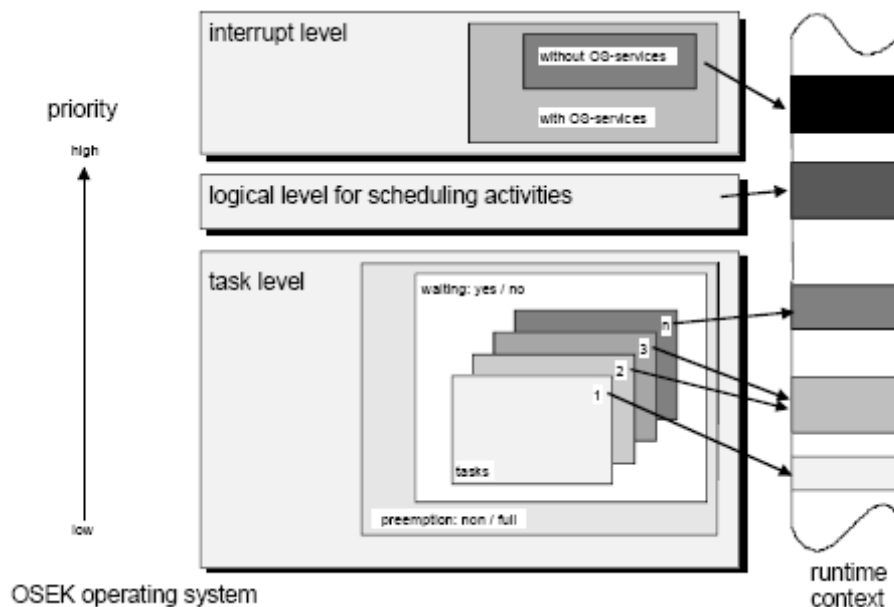 interrupt level
without OS-services
with OS-services
priority
high
logical level for scheduling activities
task level
waiting: yes / no
n
3
2
1
tasks
preemption: non / full
low
OSEK operating system
runtime
context